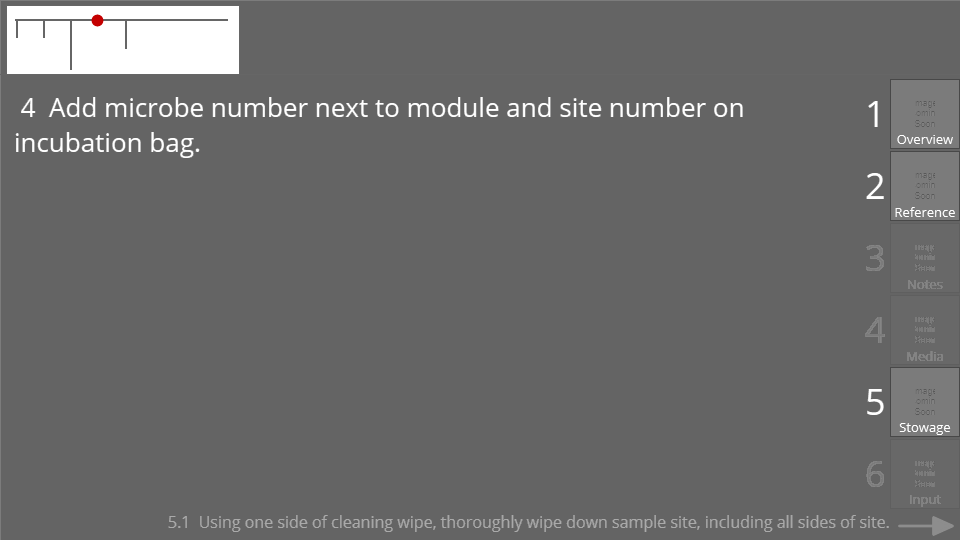 4 Add microbe number next to module and site number on
incubation bag.
1
Overview
2
Reference
3
Notes
4
Media
5
Stowage
6
Input
5.1 Using one side of cleaning wipe, thoroughly wipe down sample site, including all sides of site.